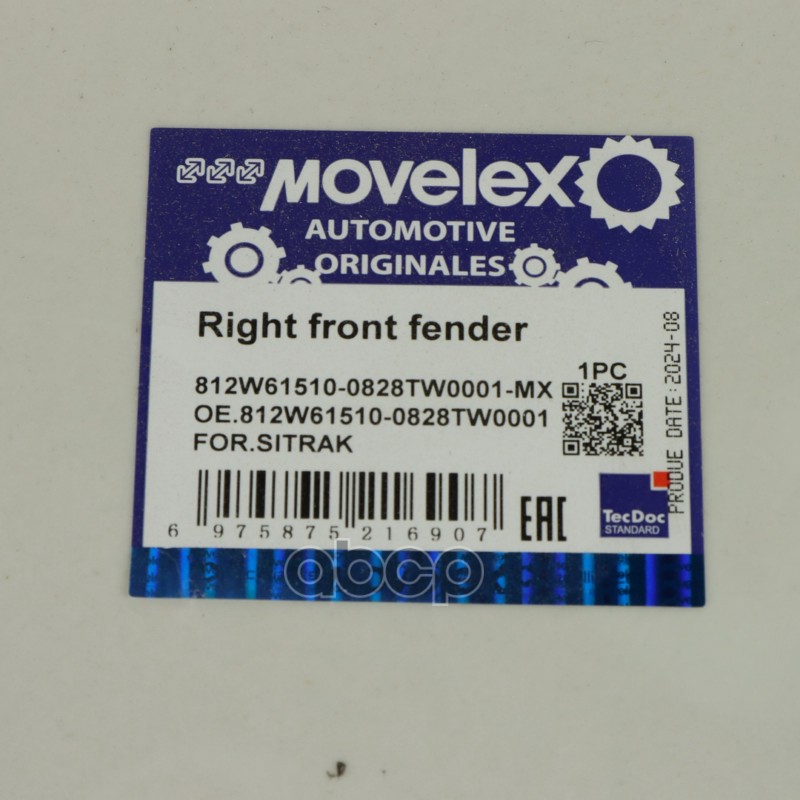 MOVELEX
AUTOMOTIVE
ORIGINALES
Right front fender
812W61510-0828TW0001-MX
1PC
OE.812W61510-0828TW0001
FOR.SITRAK
PRODUE DATE:2024-08
6 975875 216907
EAC
TecDoc
STANDARD
abcp